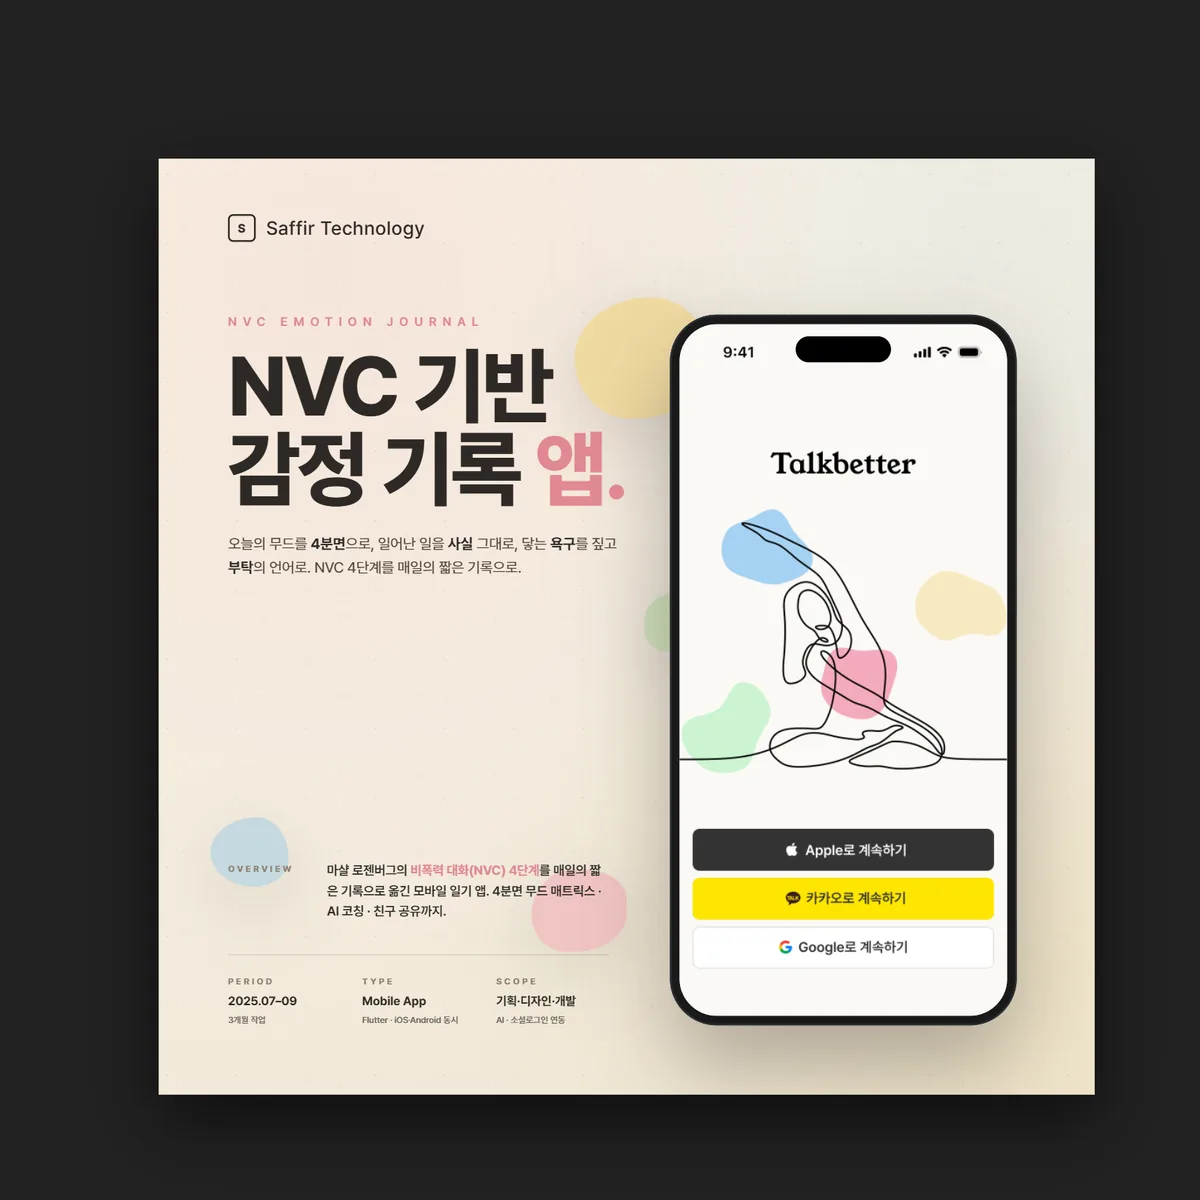 S Saffir Technology
NVC EMOTION JOURNAL
NVC 기반
감정 기록 앱.
오늘의 무드를 4분면으로, 일어난 일을 사실 그대로, 닿는 욕구를 짚고
부탁의 언어로. NVC 4단계를 매일의 짧은 기록으로.
OVERVIEW
마샬 로젠버그의 비폭력 대화(NVC) 4단계를 매일의 짧
은 기록으로 옮긴 모바일 일기 앱. 4분면 무드 매트릭스 ·
AI 코칭 · 친구 공유까지.
PERIOD
2025.07–09
3개월 작업
TYPE
Mobile App
Flutter · iOS·Android 동시
SCOPE
기획·디자인·개발
AI · 소셜로그인 연동
9:41
Talkbetter
Apple로 계속하기
TALK 카카오로 계속하기
Google로 계속하기